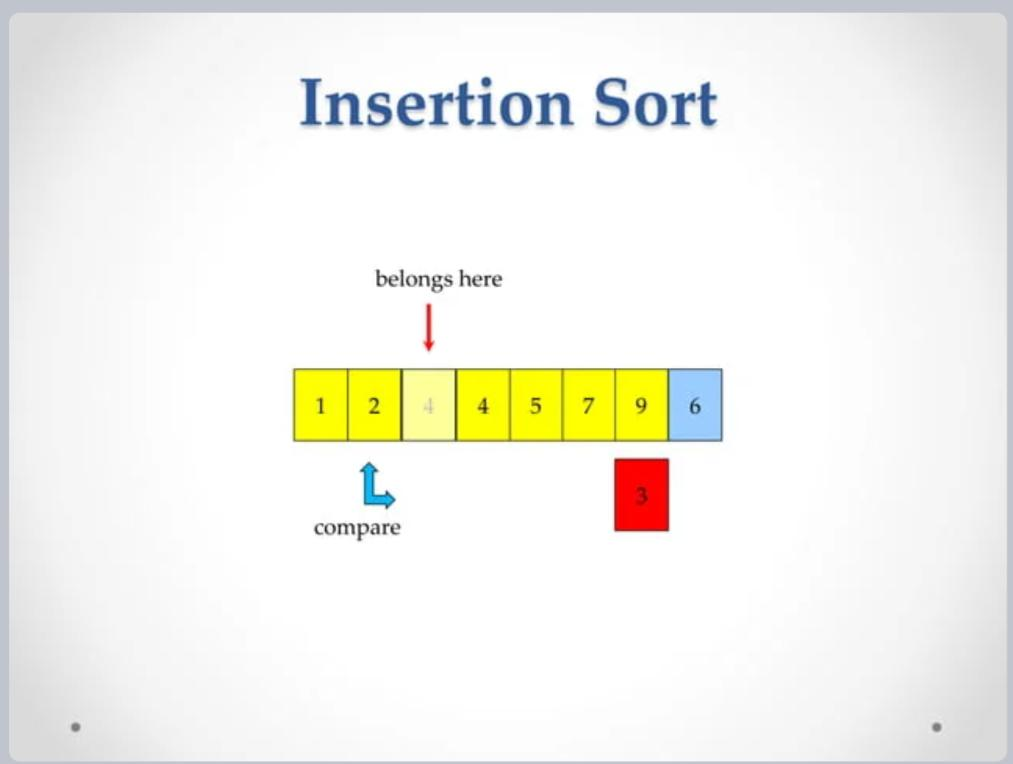 Insertion Sort
belongs here
1 2 4 4 5 7 9 6
3
compare